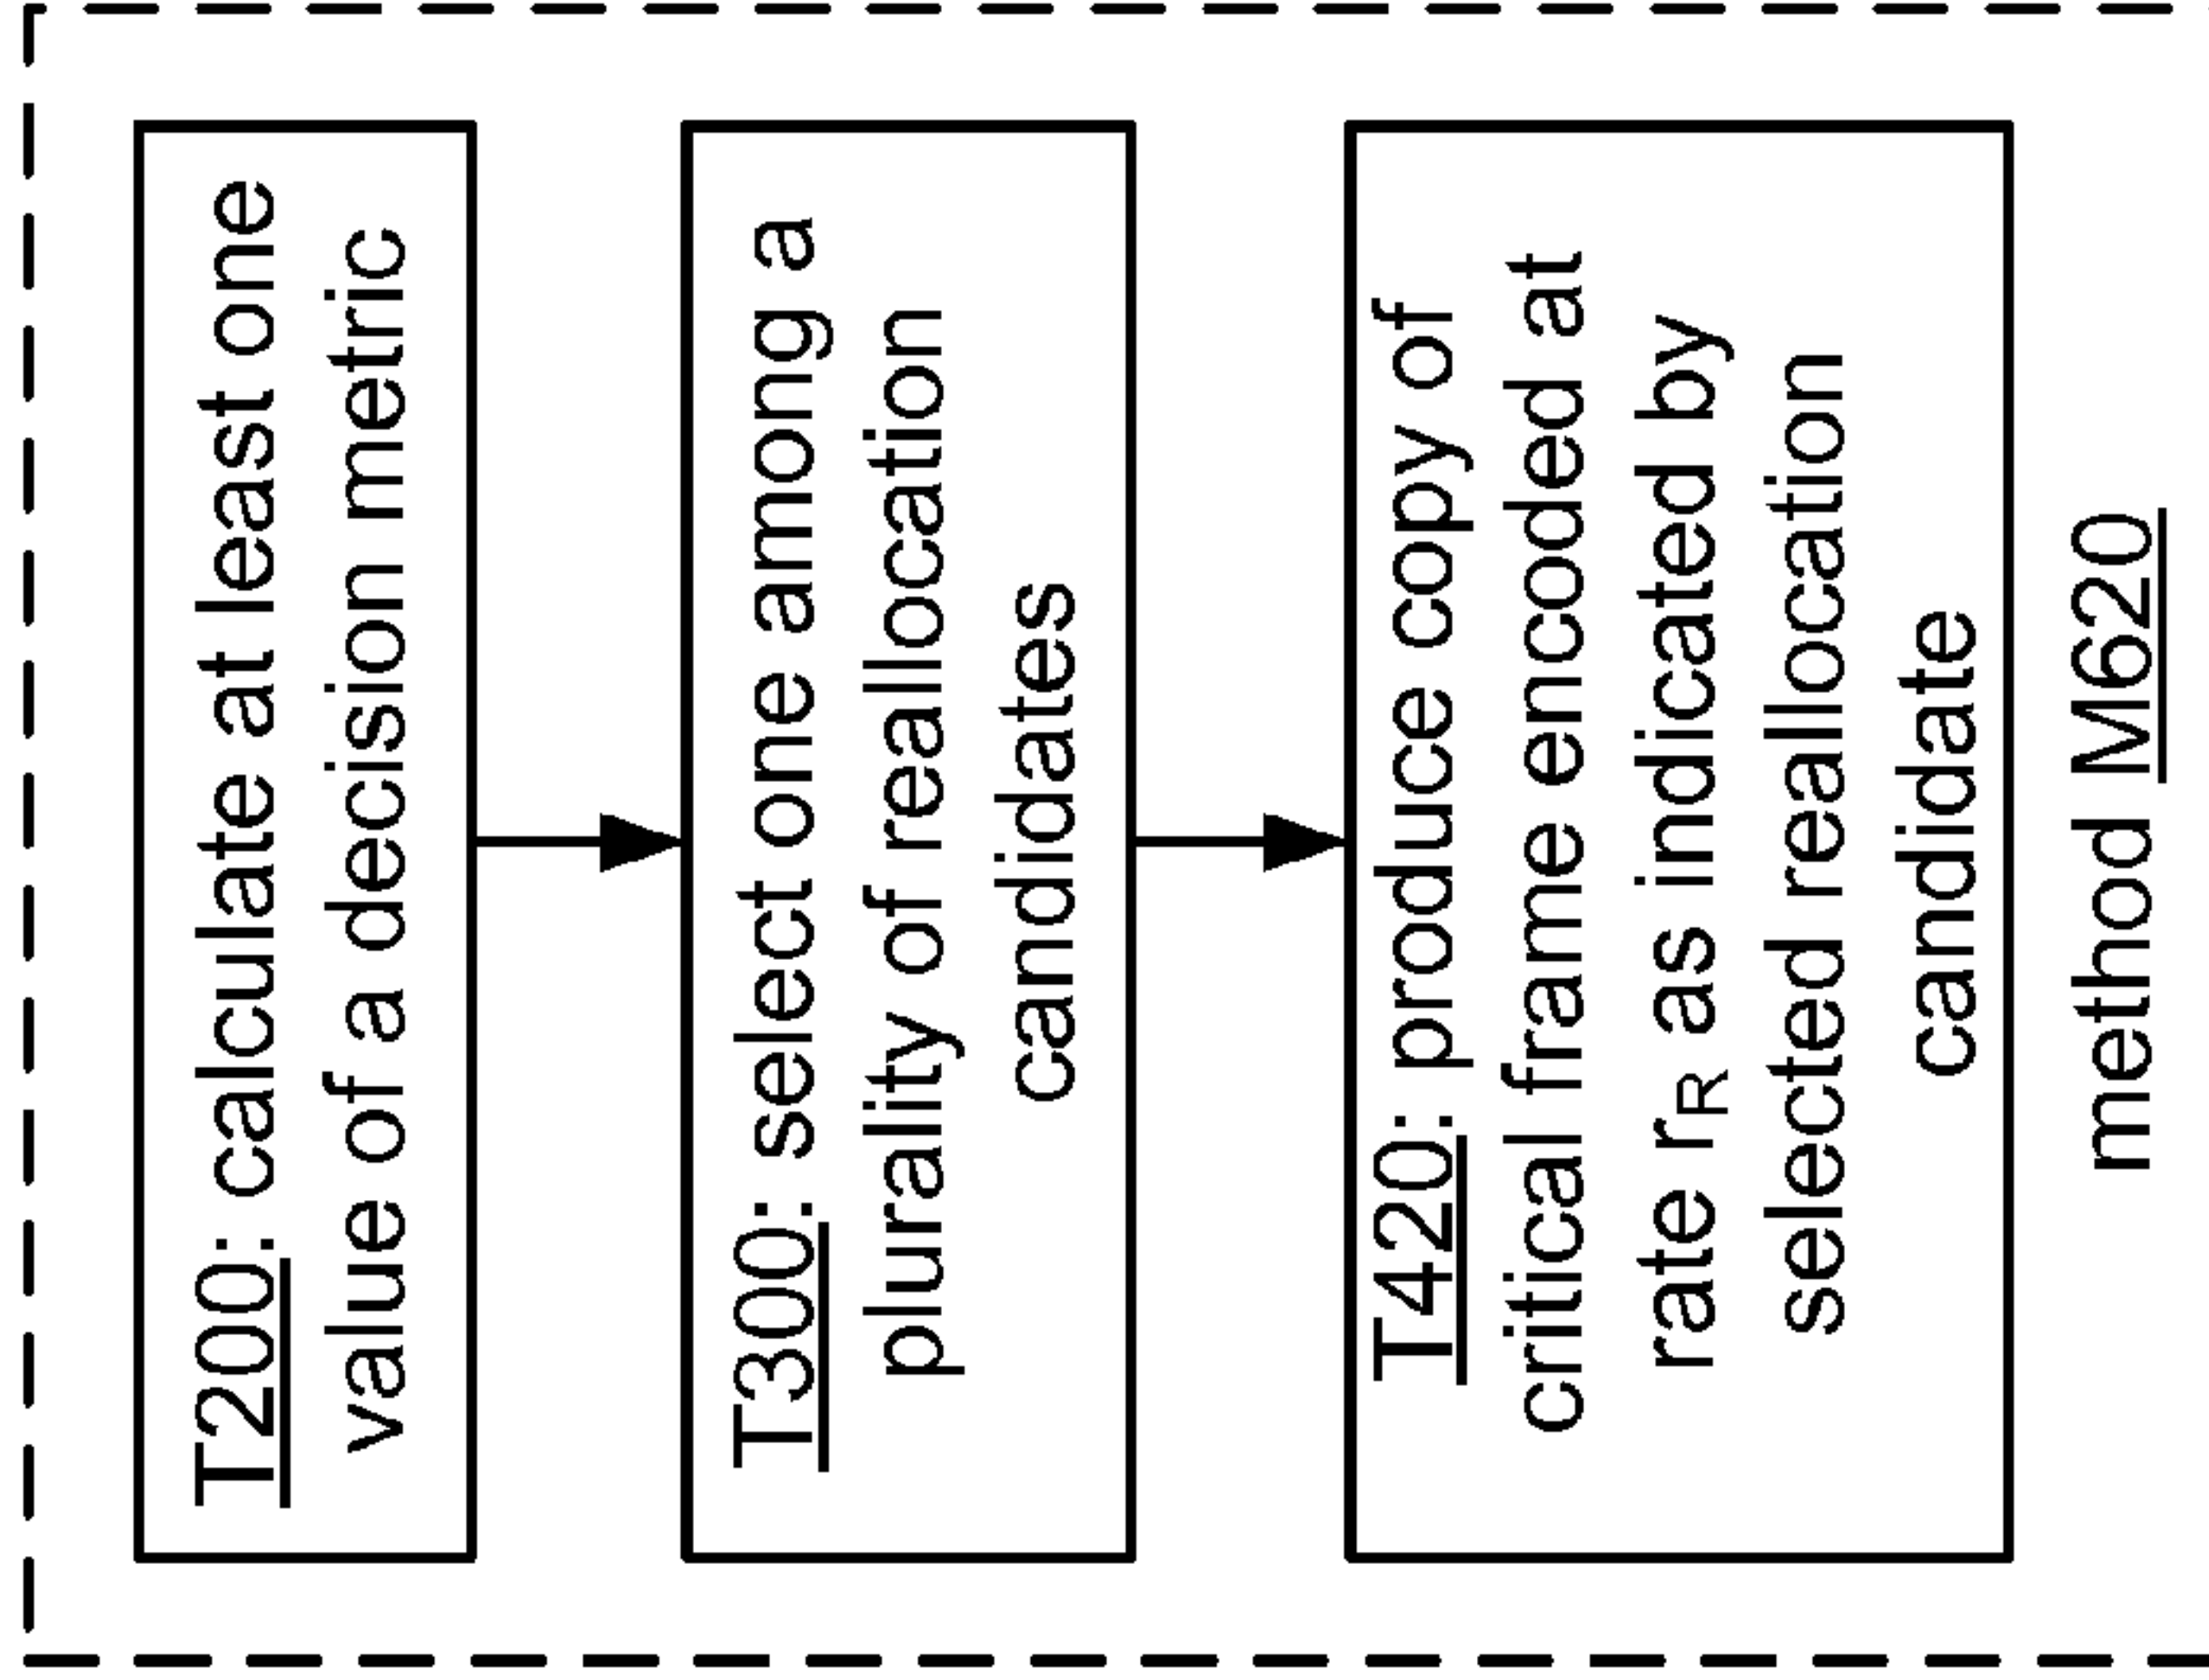 T200: calculate at least one
value of a decision metric
T300: select one among a
plurality of reallocation
candidates
T420: produce copy of
critical frame encoded at
rate rR as indicated by
selected reallocation
candidate
method M620